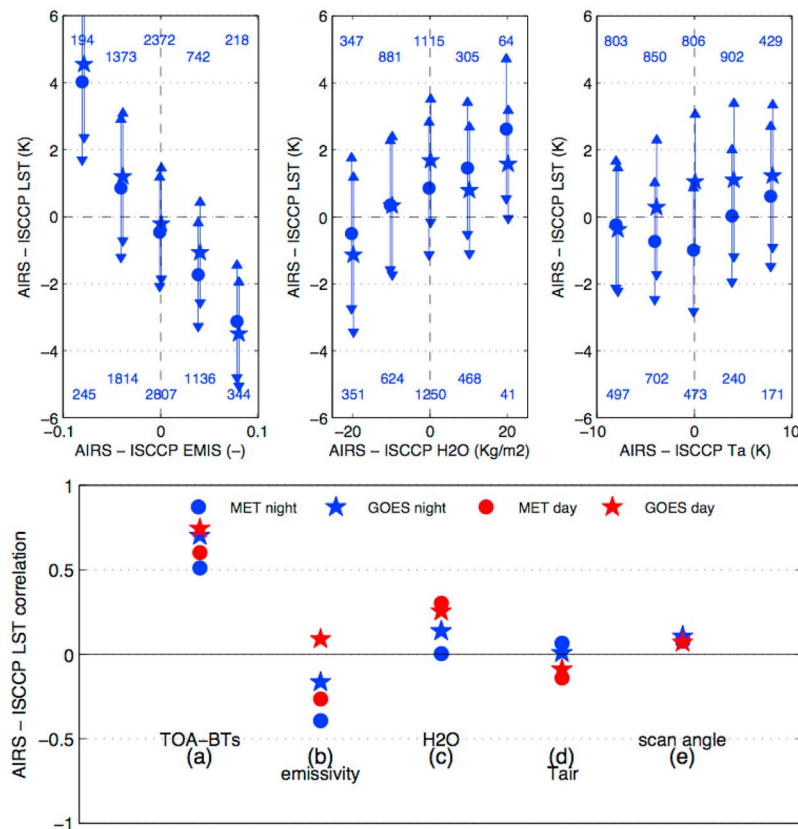 6
4
2
0
−2
−4
−6
AIRS − ISCCP LST (K)
194 2372 218
1373 742
1814 1136
245 2807 344
−0.1 0 0.1
AIRS − ISCCP EMIS (−)
6
4
2
0
−2
−4
−6
AIRS − ISCCP LST (K)
347 1115 64
881 305
624 468
351 1250 41
−20 0 20
AIRS − ISCCP H2O (Kg/m2)
6
4
2
0
−2
−4
−6
AIRS − ISCCP LST (K)
803 806 429
850 902
702 240
497 473 171
−10 0 10
AIRS − ISCCP Ta (K)
1
0.5
0
−0.5
−1
AIRS − ISCCP LST correlation
MET night GOES night MET day GOES day
TOA−BTs H2O scan angle
(a) (b) (c) (d) (e)
emissivity Tair